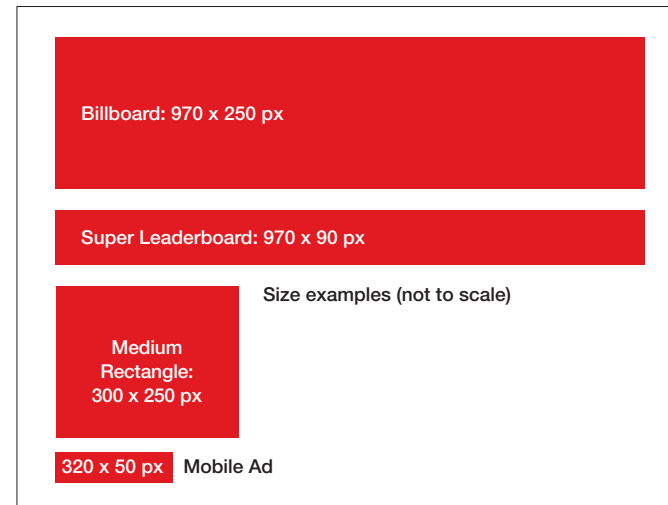 Billboard: 970 x 250 px
Super Leaderboard: 970 x 90 px
Size examples (not to scale)
Medium
Rectangle:
300 x 250 px
320 x 50 px Mobile Ad